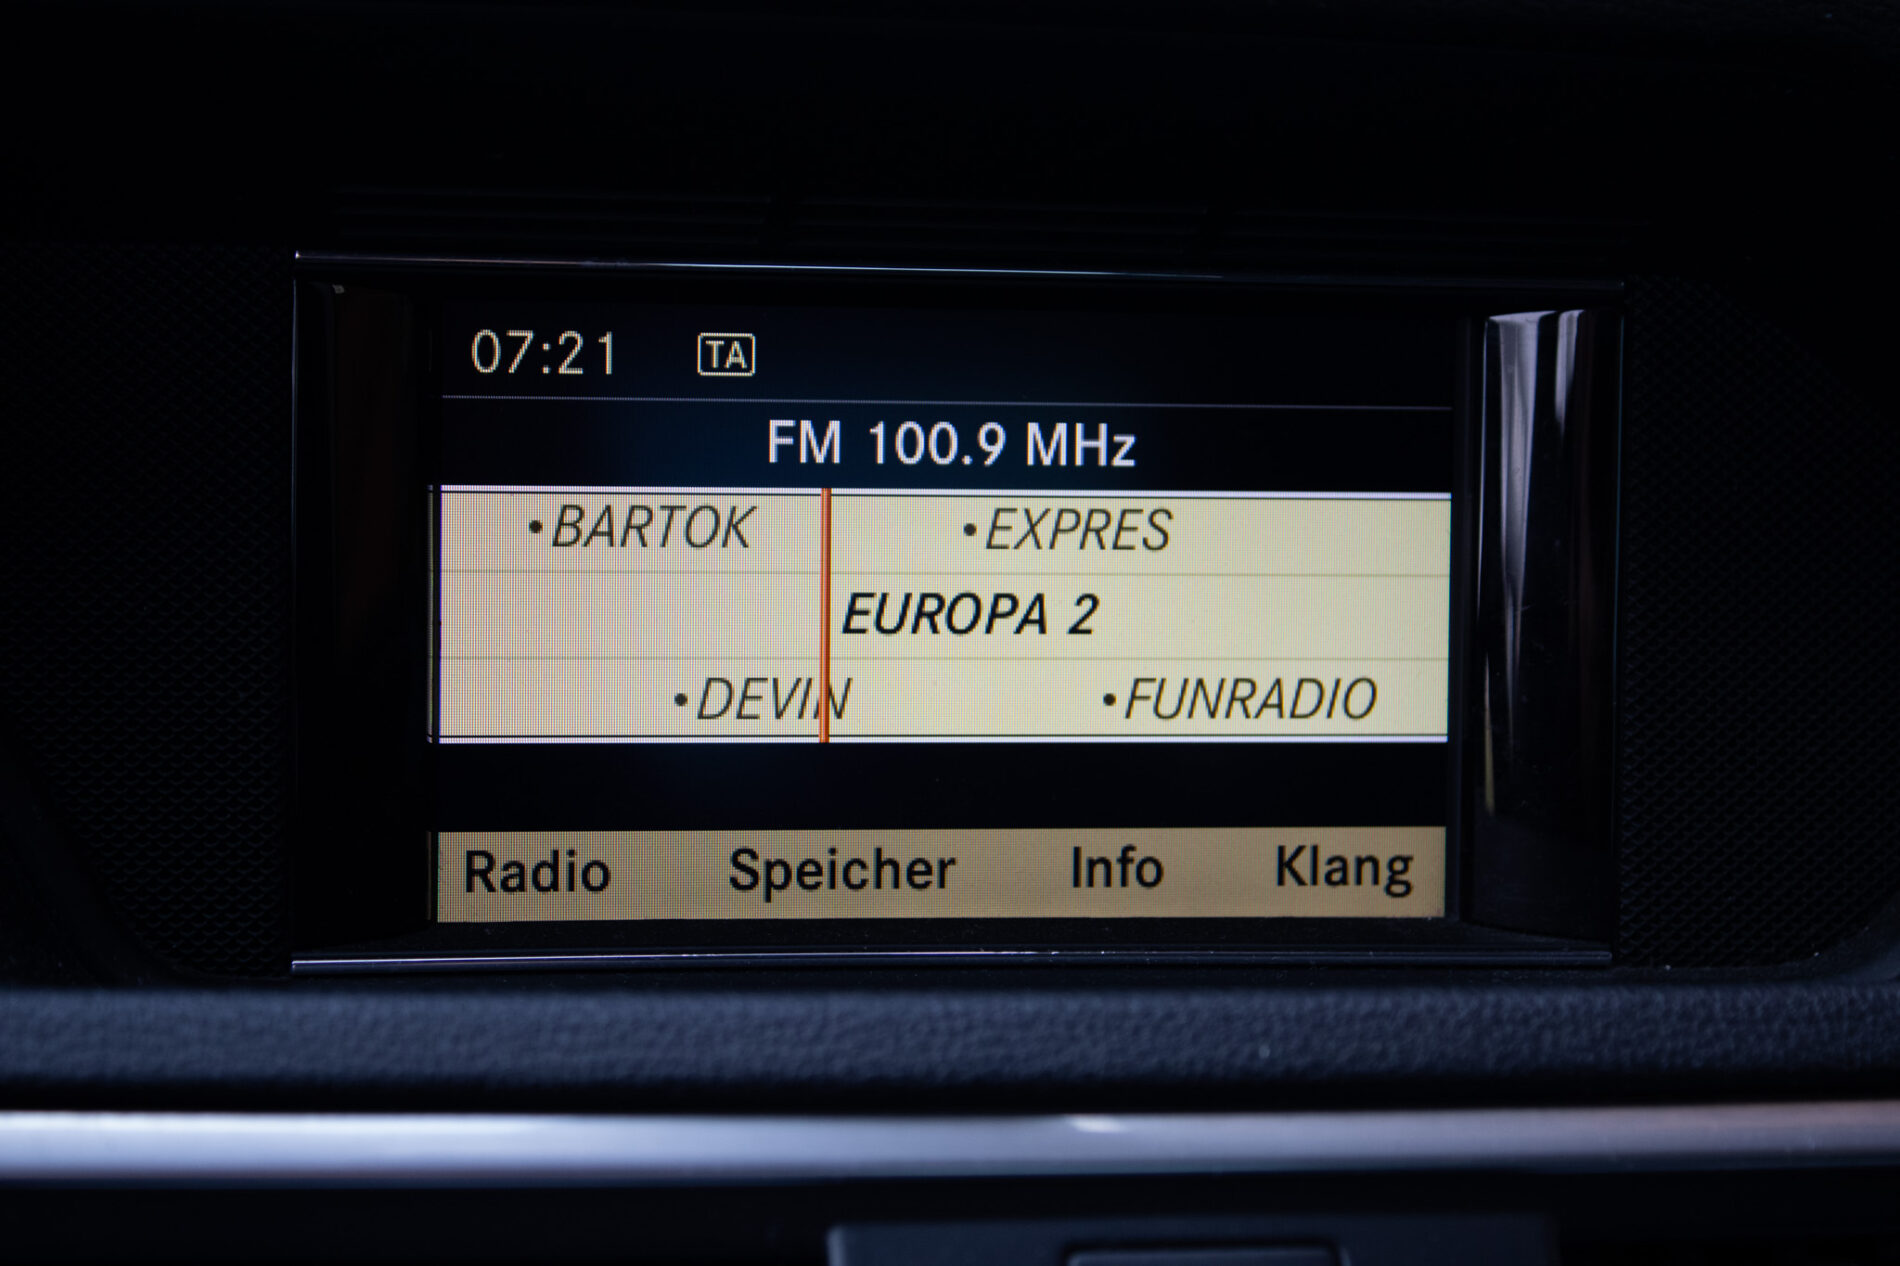 07:21 TA
FM 100.9 MHz
•BARTOK •EXPRES
EUROPA 2
•DEVIN •FUNRADIO
Radio Speicher Info Klang